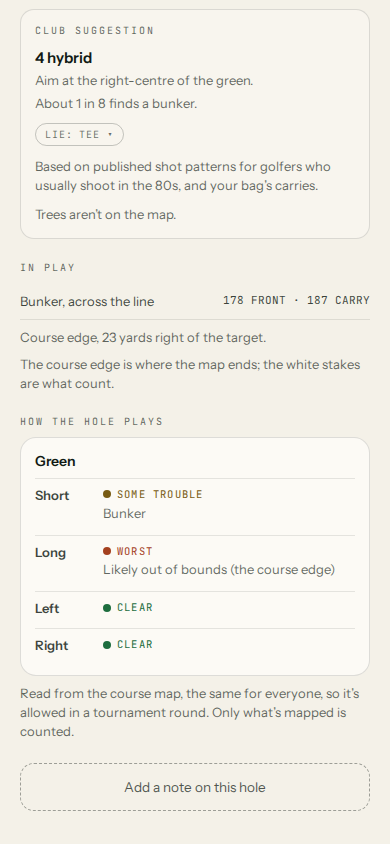 CLUB SUGGESTION
4 hybrid
Aim at the right-centre of the green.
About 1 in 8 finds a bunker.
LIE: TEE ▾
Based on published shot patterns for golfers who
usually shoot in the 80s, and your bag's carries.
Trees aren't on the map.
IN PLAY
Bunker, across the line 178 FRONT · 187 CARRY
Course edge, 23 yards right of the target.
The course edge is where the map ends; the white stakes
are what count.
HOW THE HOLE PLAYS
Green
Short SOME TROUBLE
Bunker
Long WORST
Likely out of bounds (the course edge)
Left CLEAR
Right CLEAR
Read from the course map, the same for everyone, so it's
allowed in a tournament round. Only what's mapped is
counted.
Add a note on this hole